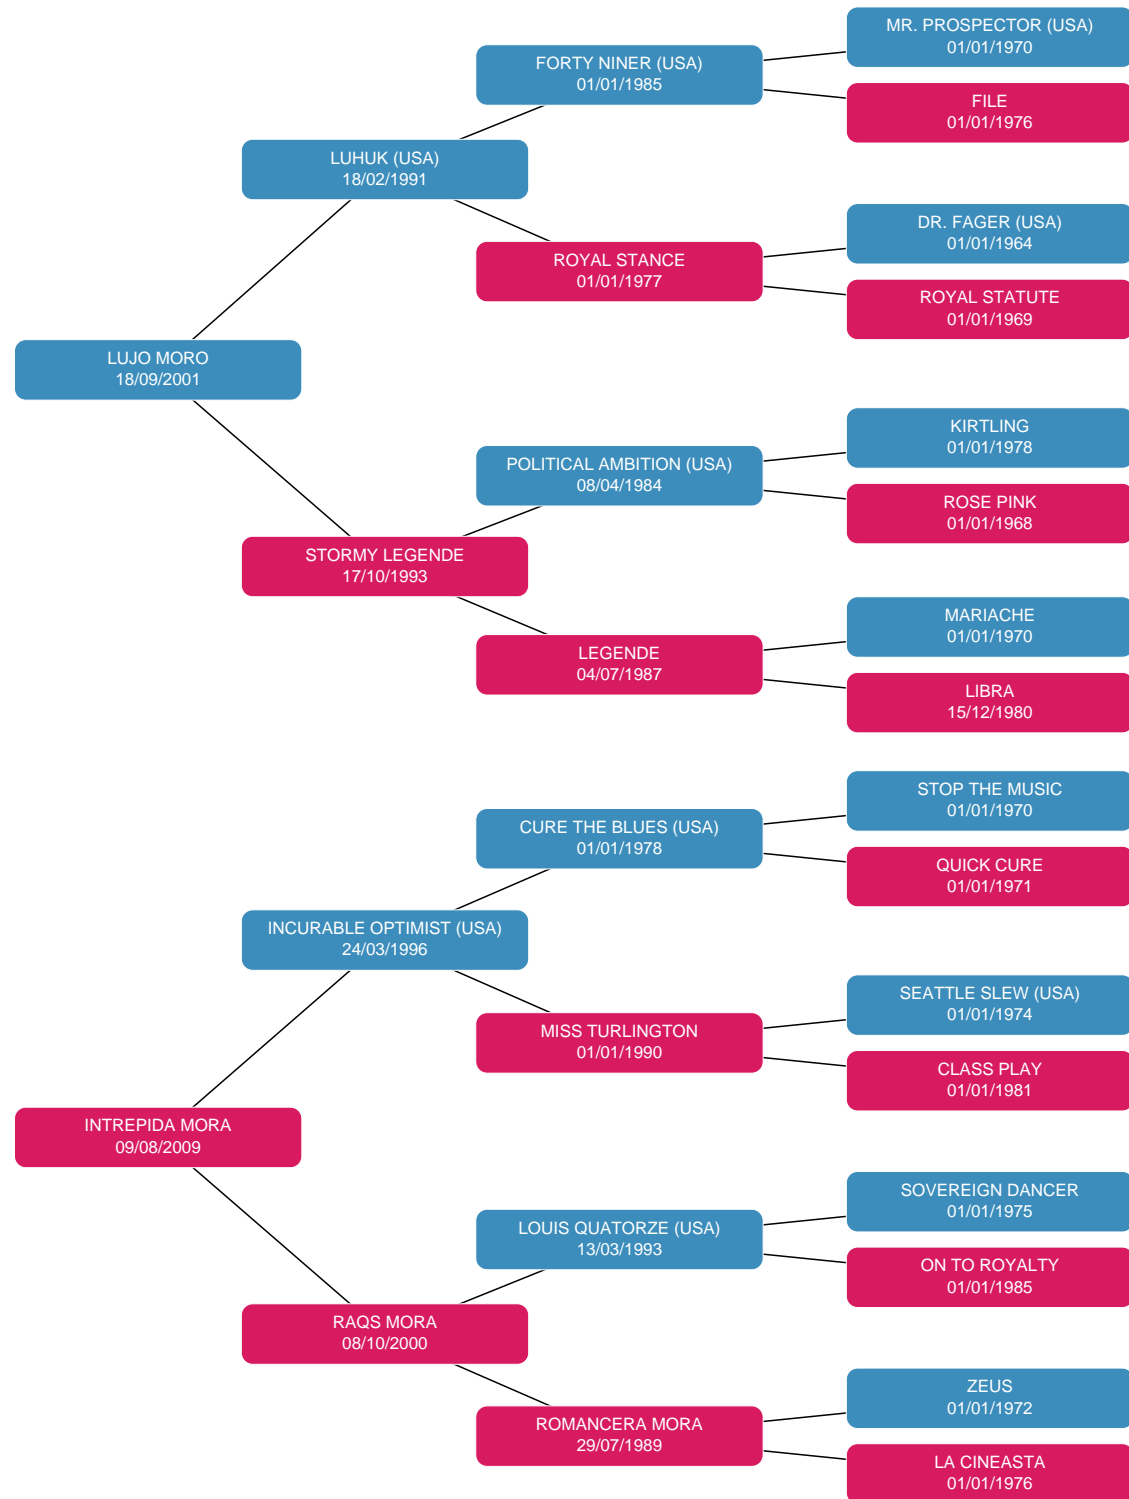 MR. PROSPECTOR (USA)
01/01/1970
FORTY NINER (USA)
01/01/1985
FILE
01/01/1976
LUHUK (USA)
18/02/1991
DR. FAGER (USA)
01/01/1964
ROYAL STANCE
01/01/1977
ROYAL STATUTE
01/01/1969
LUJO MORO
18/09/2001
KIRTLING
01/01/1978
POLITICAL AMBITION (USA)
08/04/1984
ROSE PINK
01/01/1968
STORMY LEGENDE
17/10/1993
MARIACHE
01/01/1970
LEGENDE
04/07/1987
LIBRA
15/12/1980
STOP THE MUSIC
01/01/1970
CURE THE BLUES (USA)
01/01/1978
QUICK CURE
01/01/1971
INCURABLE OPTIMIST (USA)
24/03/1996
SEATTLE SLEW (USA)
01/01/1974
MISS TURLINGTON
01/01/1990
CLASS PLAY
01/01/1981
INTREPIDA MORA
09/08/2009
SOVEREIGN DANCER
01/01/1975
LOUIS QUATORZE (USA)
13/03/1993
ON TO ROYALTY
01/01/1985
RAQS MORA
08/10/2000
ZEUS
01/01/1972
ROMANCERA MORA
29/07/1989
LA CINEASTA
01/01/1976